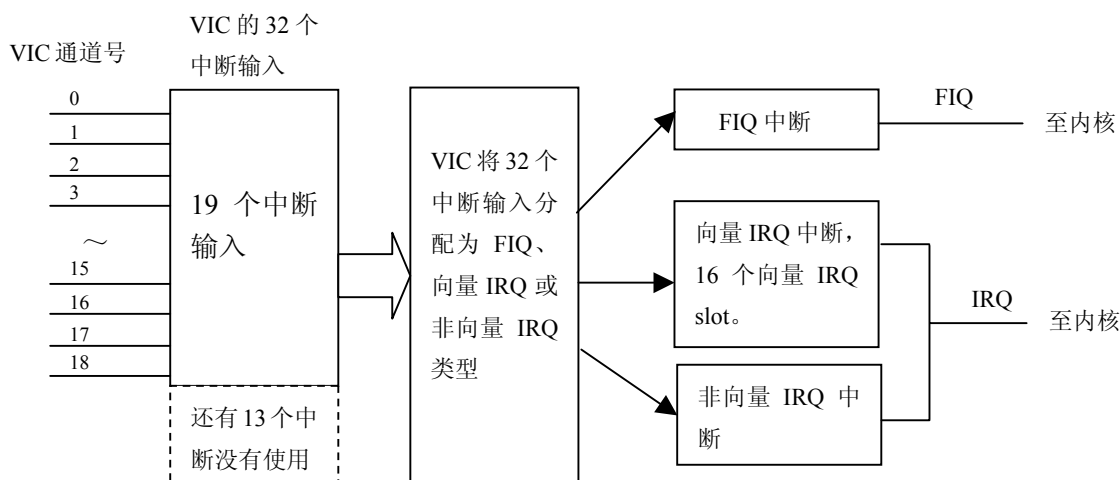 VIC 的 32 个
中断输入
VIC 通道号
0
1
2
3
~
15
16
17
18
19 个中断
输入
还有 13 个中
断没有使用
VIC 将 32 个
中断输入分
配为 FIQ、
向量 IRQ 或
非向量 IRQ
类型
FIQ 中断
FIQ
至内核
向量 IRQ 中断，
16 个向量 IRQ
slot。
IRQ
至内核
非向量 IRQ 中
断